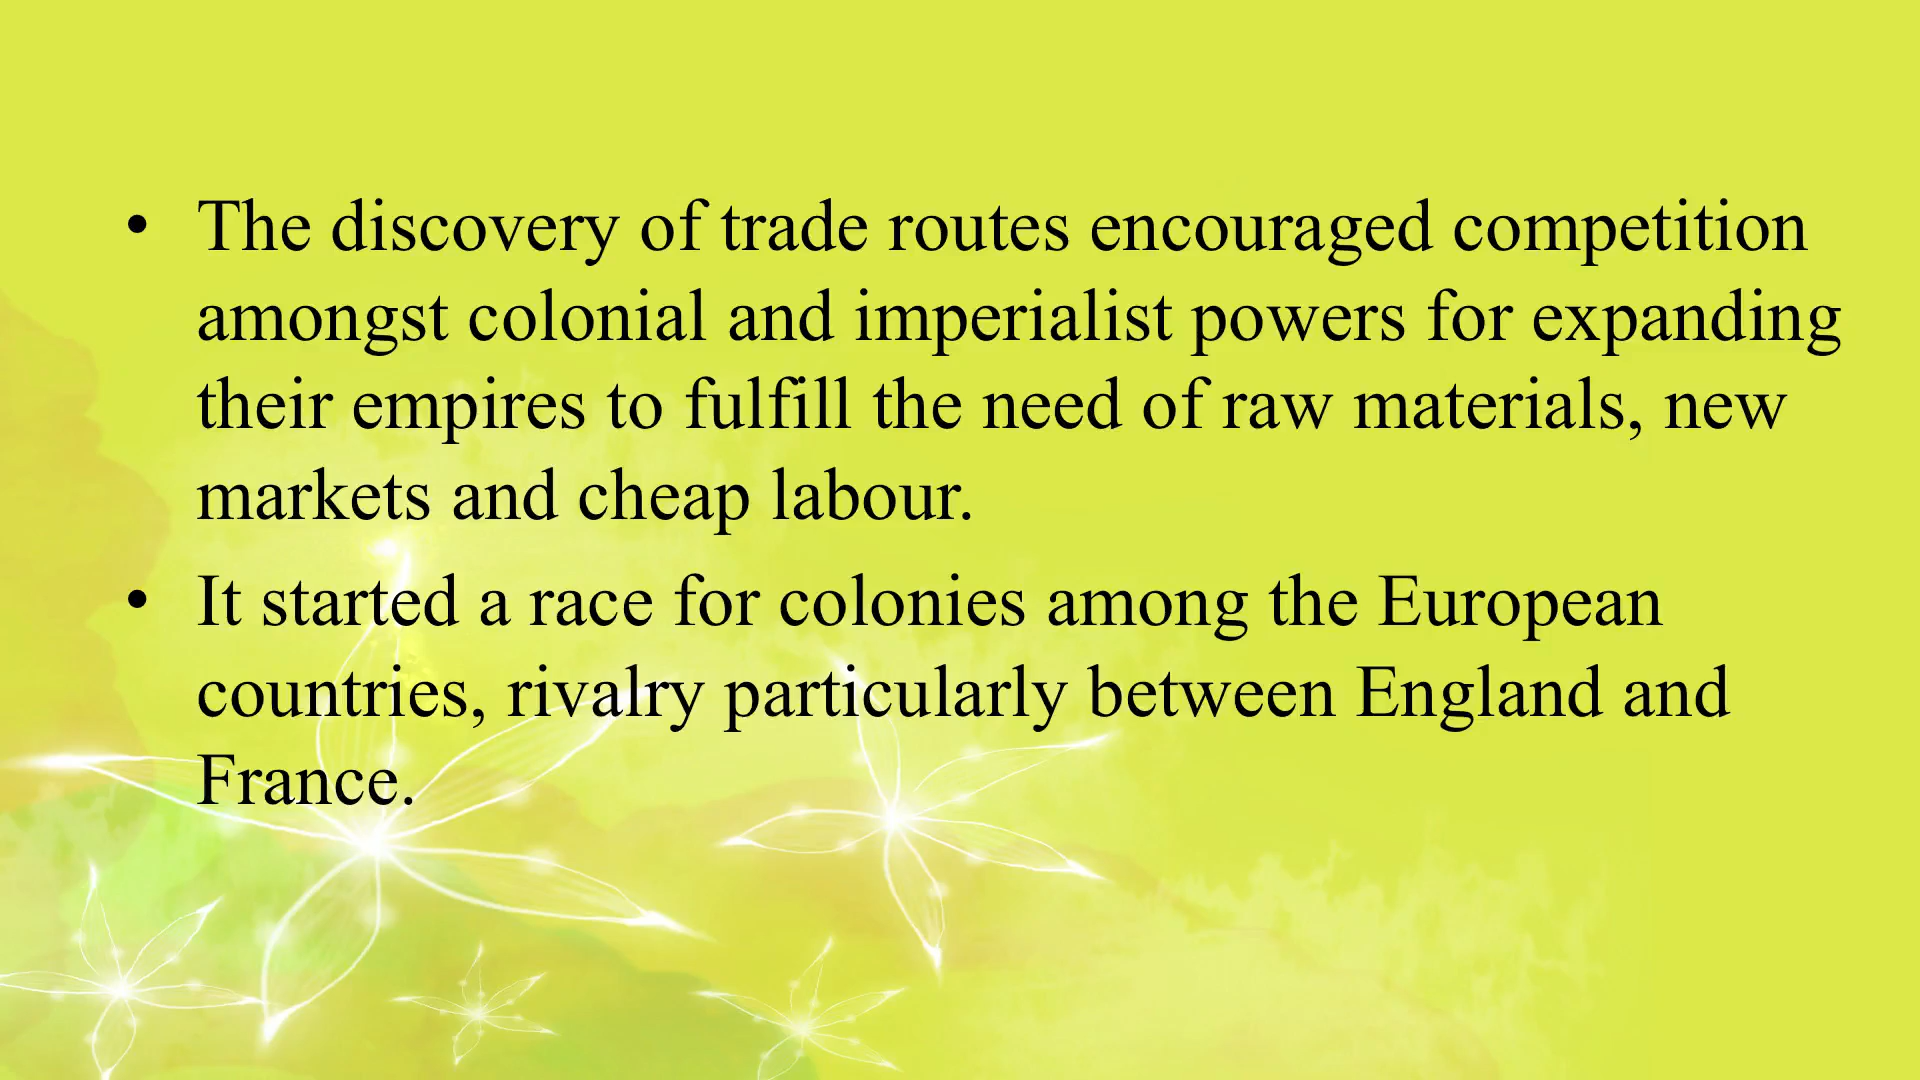 • The discovery of trade routes encouraged competition
amongst colonial and imperialist powers for expanding
their empires to fulfill the need of raw materials, new
markets and cheap labour.
• It started a race for colonies among the European
countries, rivalry particularly between England and
France.